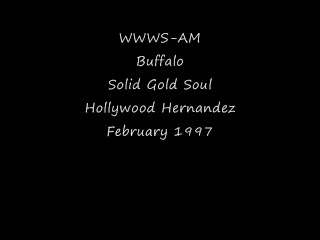 WWWS-AM
Buffalo
Solid Gold Soul
Hollywood Hernandez
February 1997